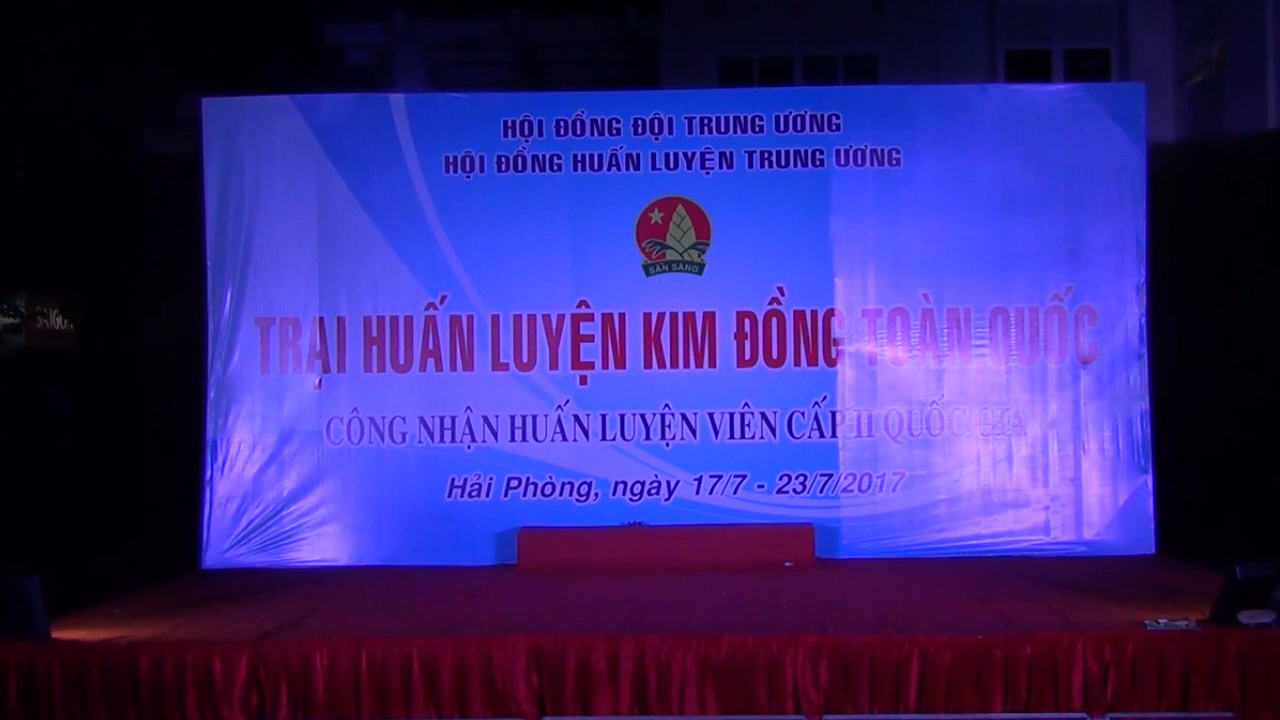 HỘI ĐỒNG ĐỘI TRUNG ƯƠNG
HỘI ĐỒNG HUẤN LUYỆN TRUNG ƯƠNG
SẴN SÀNG
TRẠI HUẤN LUYỆN KIM ĐỒNG TOÀN QUỐC
CÔNG NHẬN HUẤN LUYỆN VIÊN CẤP II QUỐC GIA
Hải Phòng, ngày 17/7 - 23/7/2017